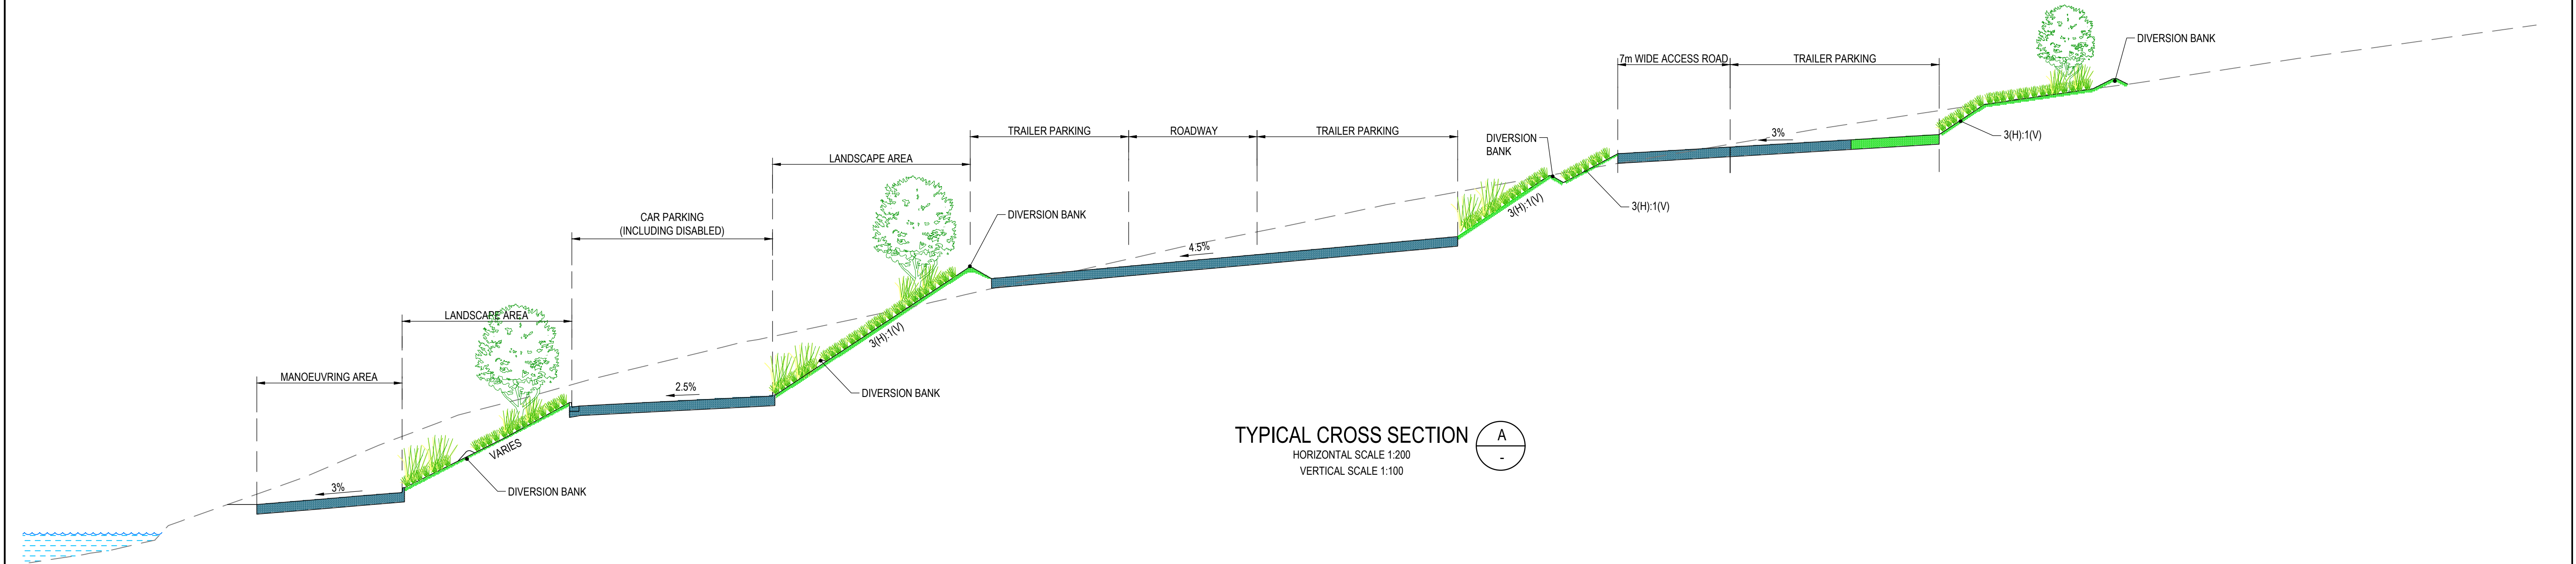 DIVERSION BANK
7m WIDE ACCESS ROAD
TRAILER PARKING
3%
3(H):1(V)
DIVERSION
BANK
3(H):1(V)
3(H):1(V)
TRAILER PARKING
ROADWAY
TRAILER PARKING
4.5%
LANDSCAPE AREA
DIVERSION BANK
3(H):1(V)
DIVERSION BANK
CAR PARKING
(INCLUDING DISABLED)
2.5%
LANDSCAPE AREA
VARIES
DIVERSION BANK
MANOEUVRING AREA
3%
TYPICAL CROSS SECTION
A
-
HORIZONTAL SCALE 1:200
VERTICAL SCALE 1:100